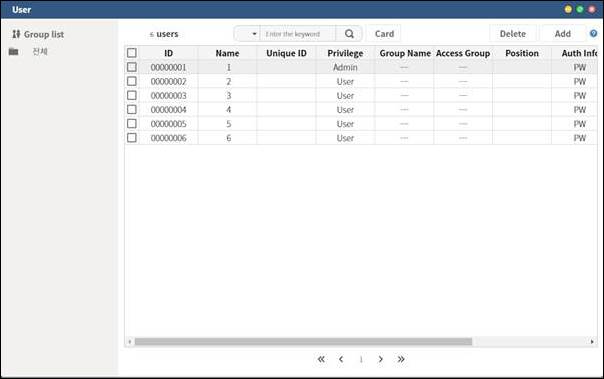 User
Group list
전체
6 users
Enter the keyword
Card
Delete
Add
?
ID Name Unique ID Privilege Group Name Access Group Position Auth Info
00000001 1 Admin --- --- PW
00000002 2 User --- --- PW
00000003 3 User --- --- PW
00000004 4 User --- --- PW
00000005 5 User --- --- PW
00000006 6 User --- --- PW
« < 1 > »